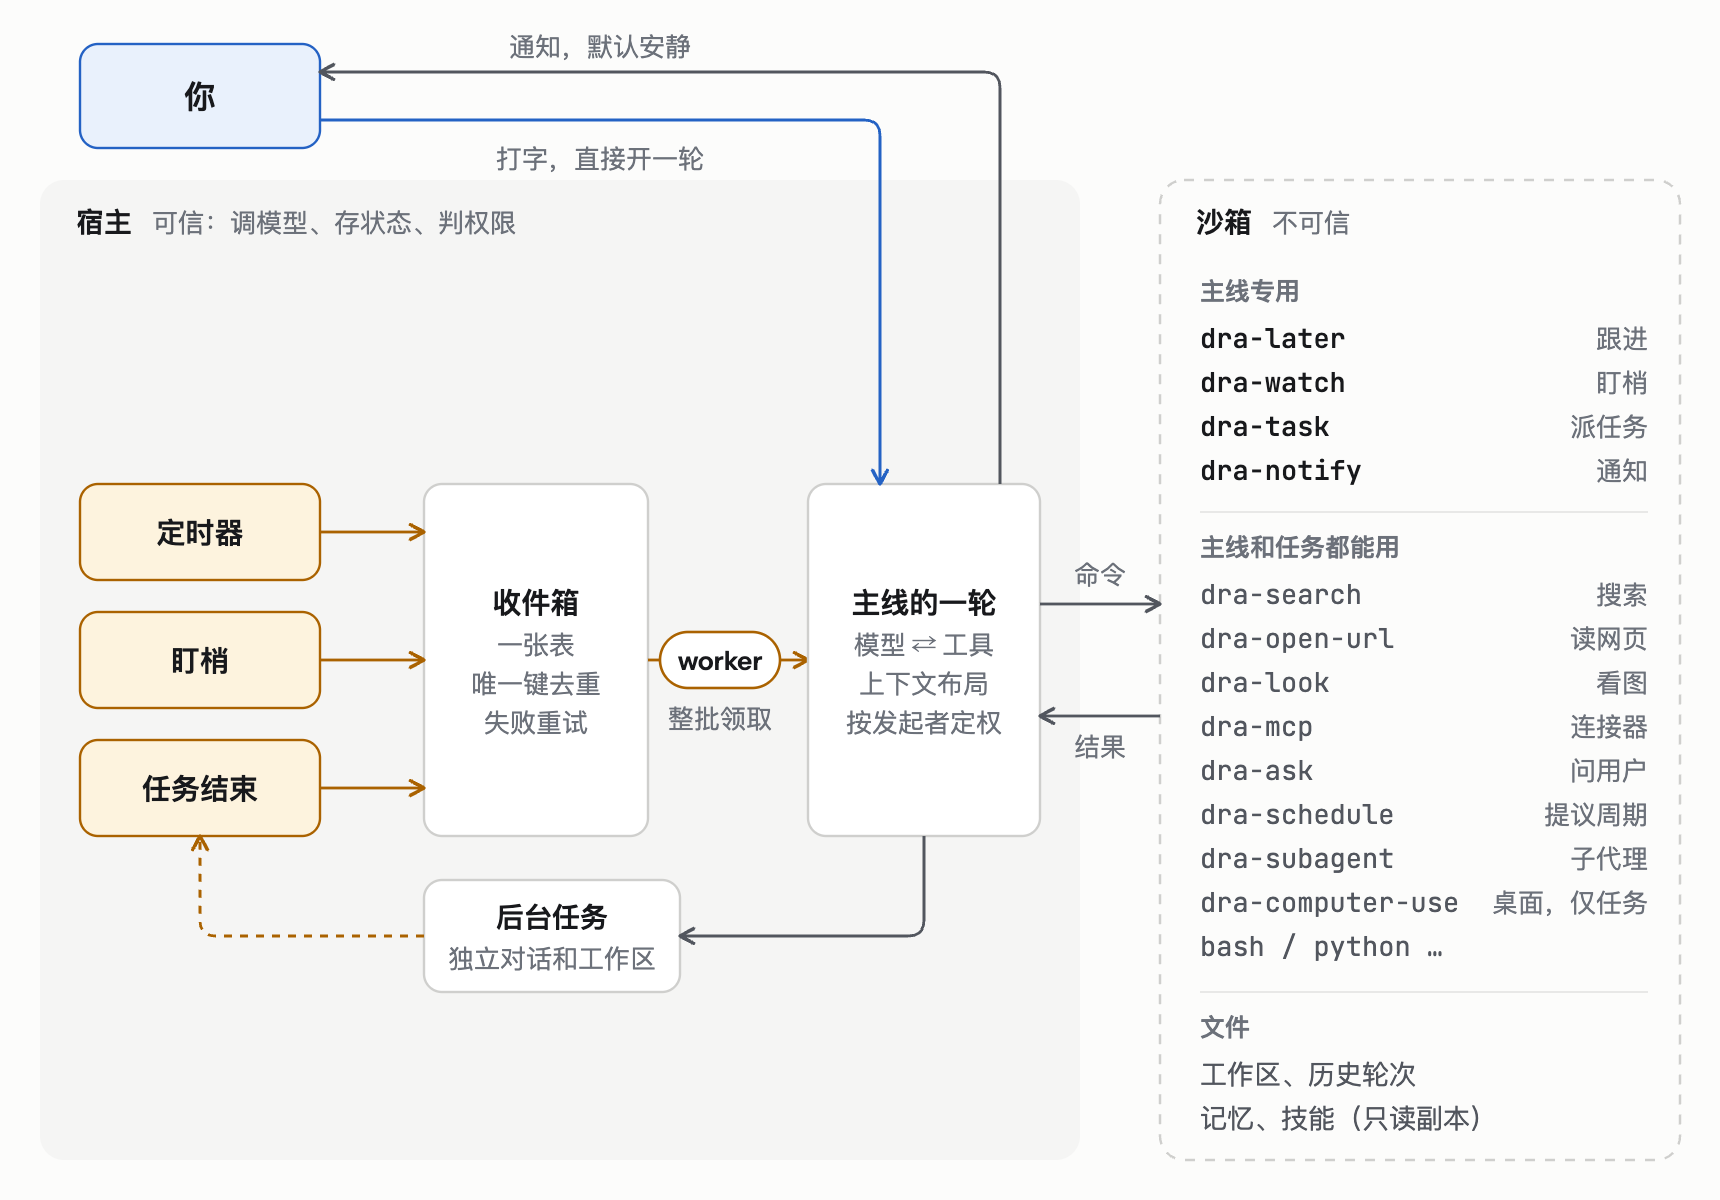 通知，默认安静
你
打字，直接开一轮
宿主 可信：调模型、存状态、判权限
定时器
盯梢
任务结束
收件箱
一张表
唯一键去重
失败重试
worker
整批领取
主线的一轮
模型 ⇄ 工具
上下文布局
按发起者定权
命令
结果
后台任务
独立对话和工作区
沙箱 不可信
主线专用
dra-later 跟进
dra-watch 盯梢
dra-task 派任务
dra-notify 通知
主线和任务都能用
dra-search 搜索
dra-open-url 读网页
dra-look 看图
dra-mcp 连接器
dra-ask 问用户
dra-schedule 提议周期
dra-subagent 子代理
dra-computer-use 桌面，仅任务
bash / python …
文件
工作区、历史轮次
记忆、技能（只读副本）